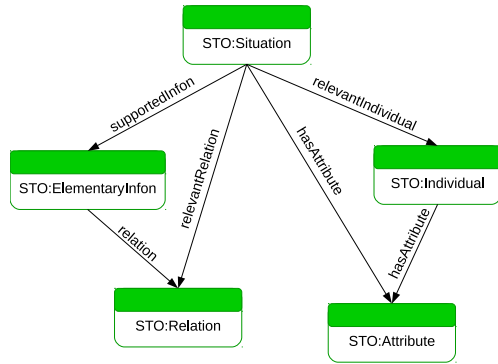 STO:Situation
supportedInfon
relevantIndividual
relevantRelation
hasAttribute
STO:ElementaryInfon
STO:Individual
relation
hasAttribute
STO:Relation
STO:Attribute